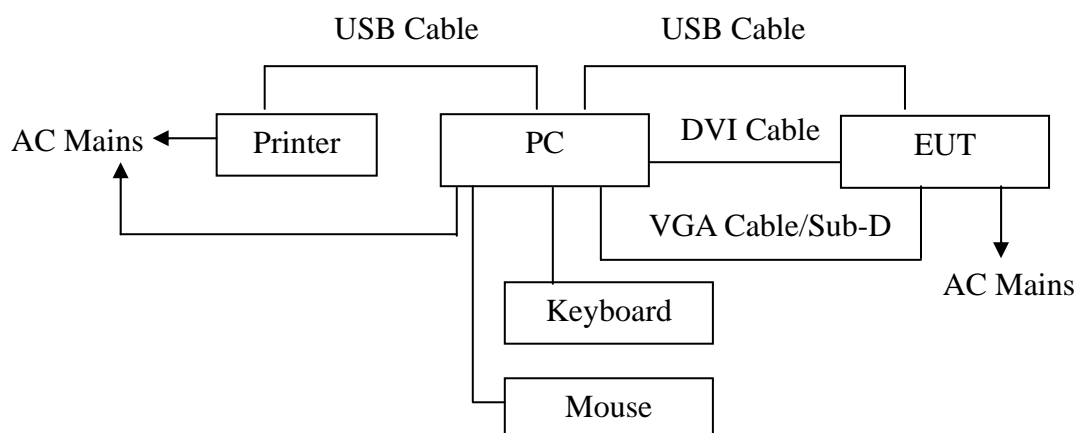 USB Cable
USB Cable
AC Mains
Printer
PC
DVI Cable
EUT
VGA Cable/Sub-D
AC Mains
Keyboard
Mouse